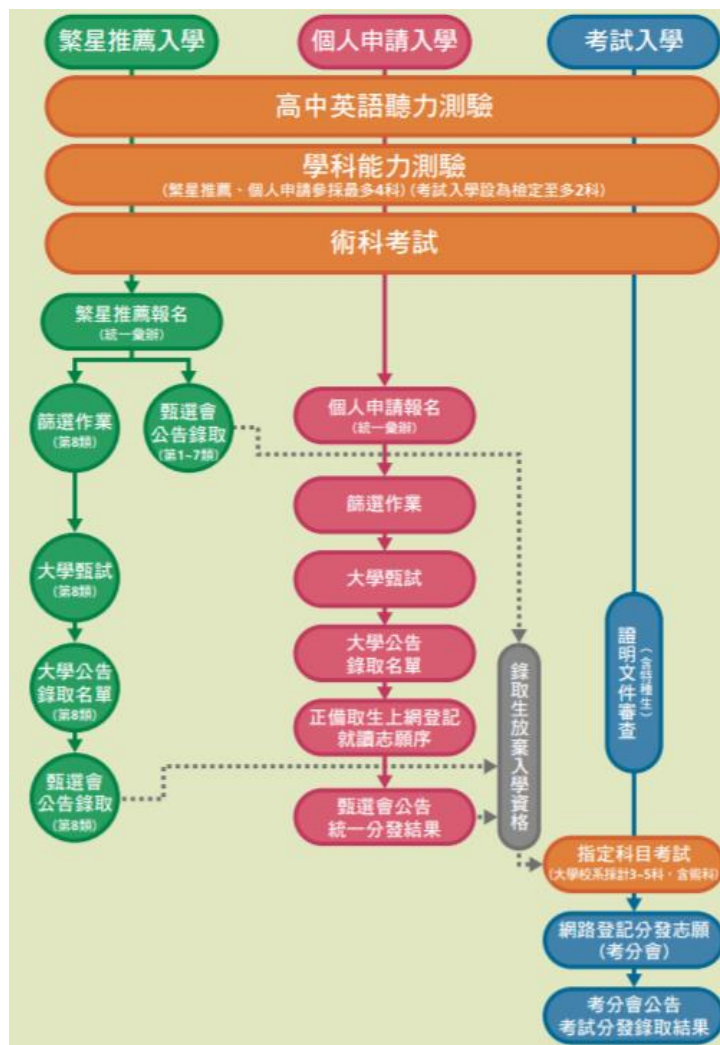 繁星推薦入學
個人申請入學
考試入學
高中英語聽力測驗
學科能力測驗
(繁星推薦、個人申請參採最多4科)(考試入學設為檢定至多2科)
術科考試
繁星推薦報名
(統一彙辦)
篩選作業
(第8類)
甄選會
公告錄取
(第1~7類)
大學甄試
(第8類)
大學公告
錄取名單
(第8類)
甄選會
公告錄取
(第8類)
個人申請報名
(統一彙辦)
篩選作業
大學甄試
大學公告
錄取名單
正備取生上網登記
就讀志願序
甄選會公告
統一分發結果
錄取生放棄入學資格
證明文件審查
(含特種生)
指定科目考試
(大學校系採計3~5科，含術科)
網路登記分發志願
(考分會)
考分會公告
考試分發錄取結果